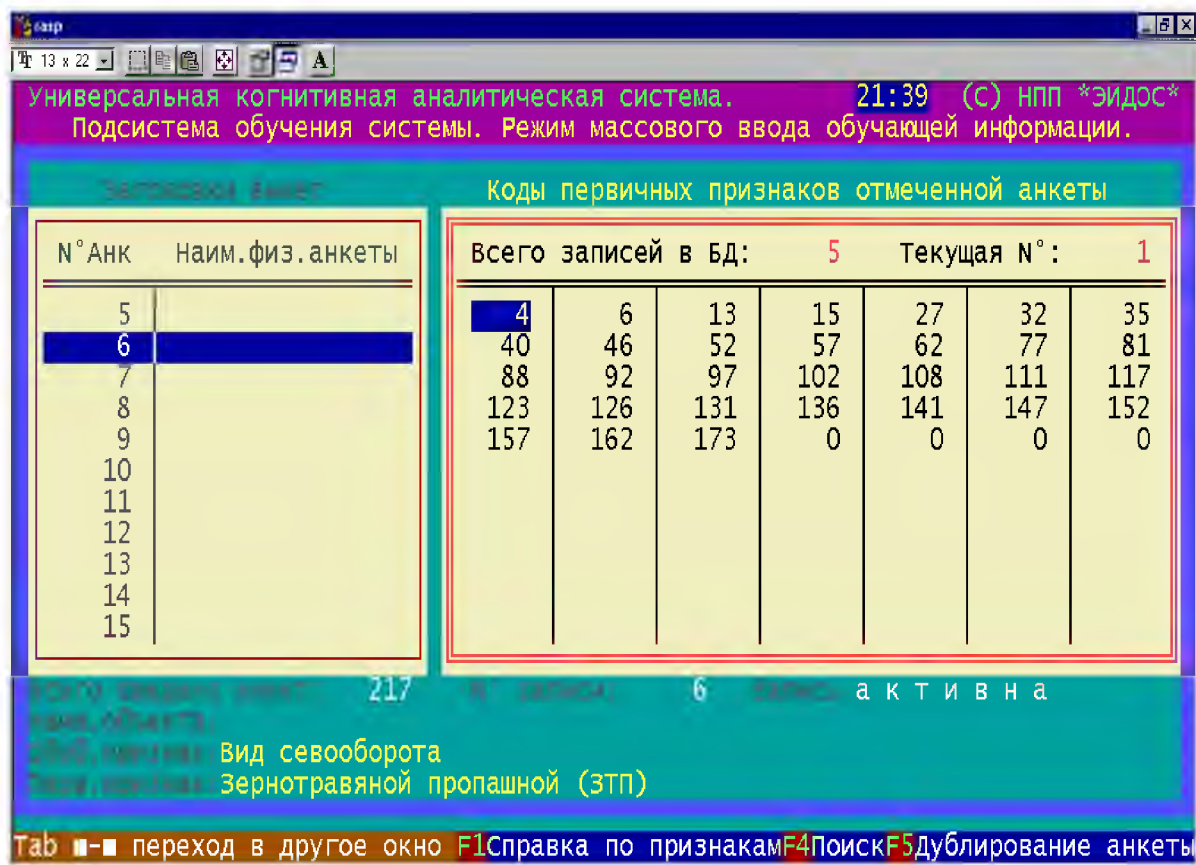 13 x 22
A
Универсальная когнитивная аналитическая система. 21:39 (С) НПП *ЭЙДОС*
Подсистема обучения системы. Режим массового ввода обучающей информации.
Коды первичных признаков отмеченной анкеты
N°Анк Наим.физ.анкеты
Всего записей в БД: 5 Текущая N°: 1
5 4 6 13 15 27 32 35
6 40 46 52 57 62 77 81
7 88 92 97 102 108 111 117
8 123 126 131 136 141 147 152
9 157 162 173 0 0 0 0
10
11
12
13
14
15
217 6 активна
Вид севооборота
Зернотравяной пропашной (ЗТП)
Tab ■-■ переход в другое окно F1Справка по признакамF4ПоискF5Дублирование анкеты